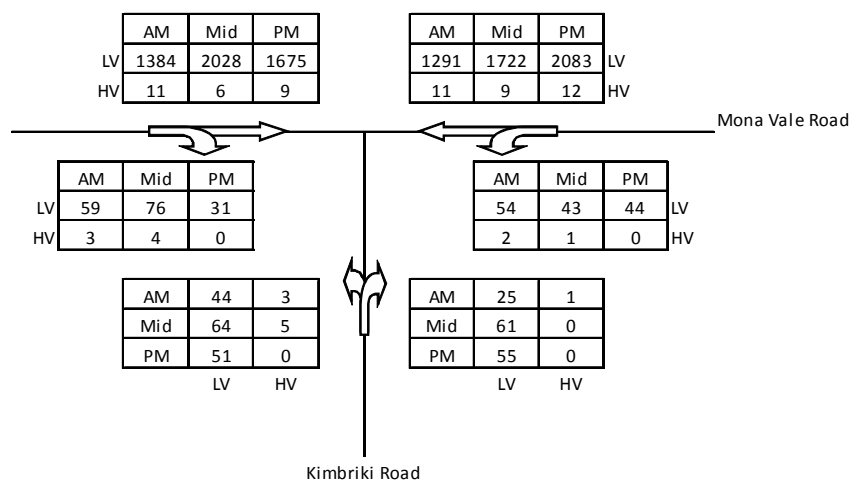 AM Mid PM
LV 1384 2028 1675
HV 11 6 9
AM Mid PM
1291 1722 2083 LV
11 9 12 HV
Mona Vale Road
AM Mid PM
LV 59 76 31
HV 3 4 0
AM Mid PM
54 43 44 LV
2 1 0 HV
AM 44 3
Mid 64 5
PM 51 0
LV HV
AM 25 1
Mid 61 0
PM 55 0
LV HV
Kimbriki Road